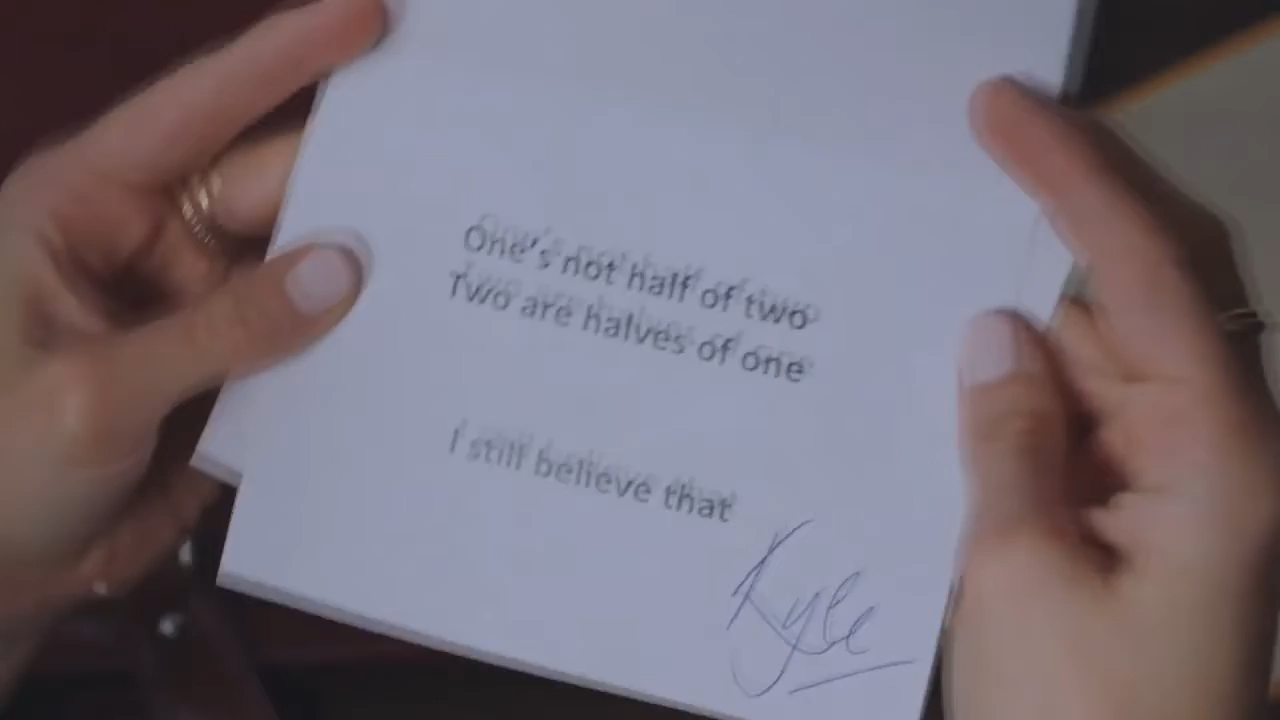 One's not half of two
Two are halves of one
I still believe that
Kyle